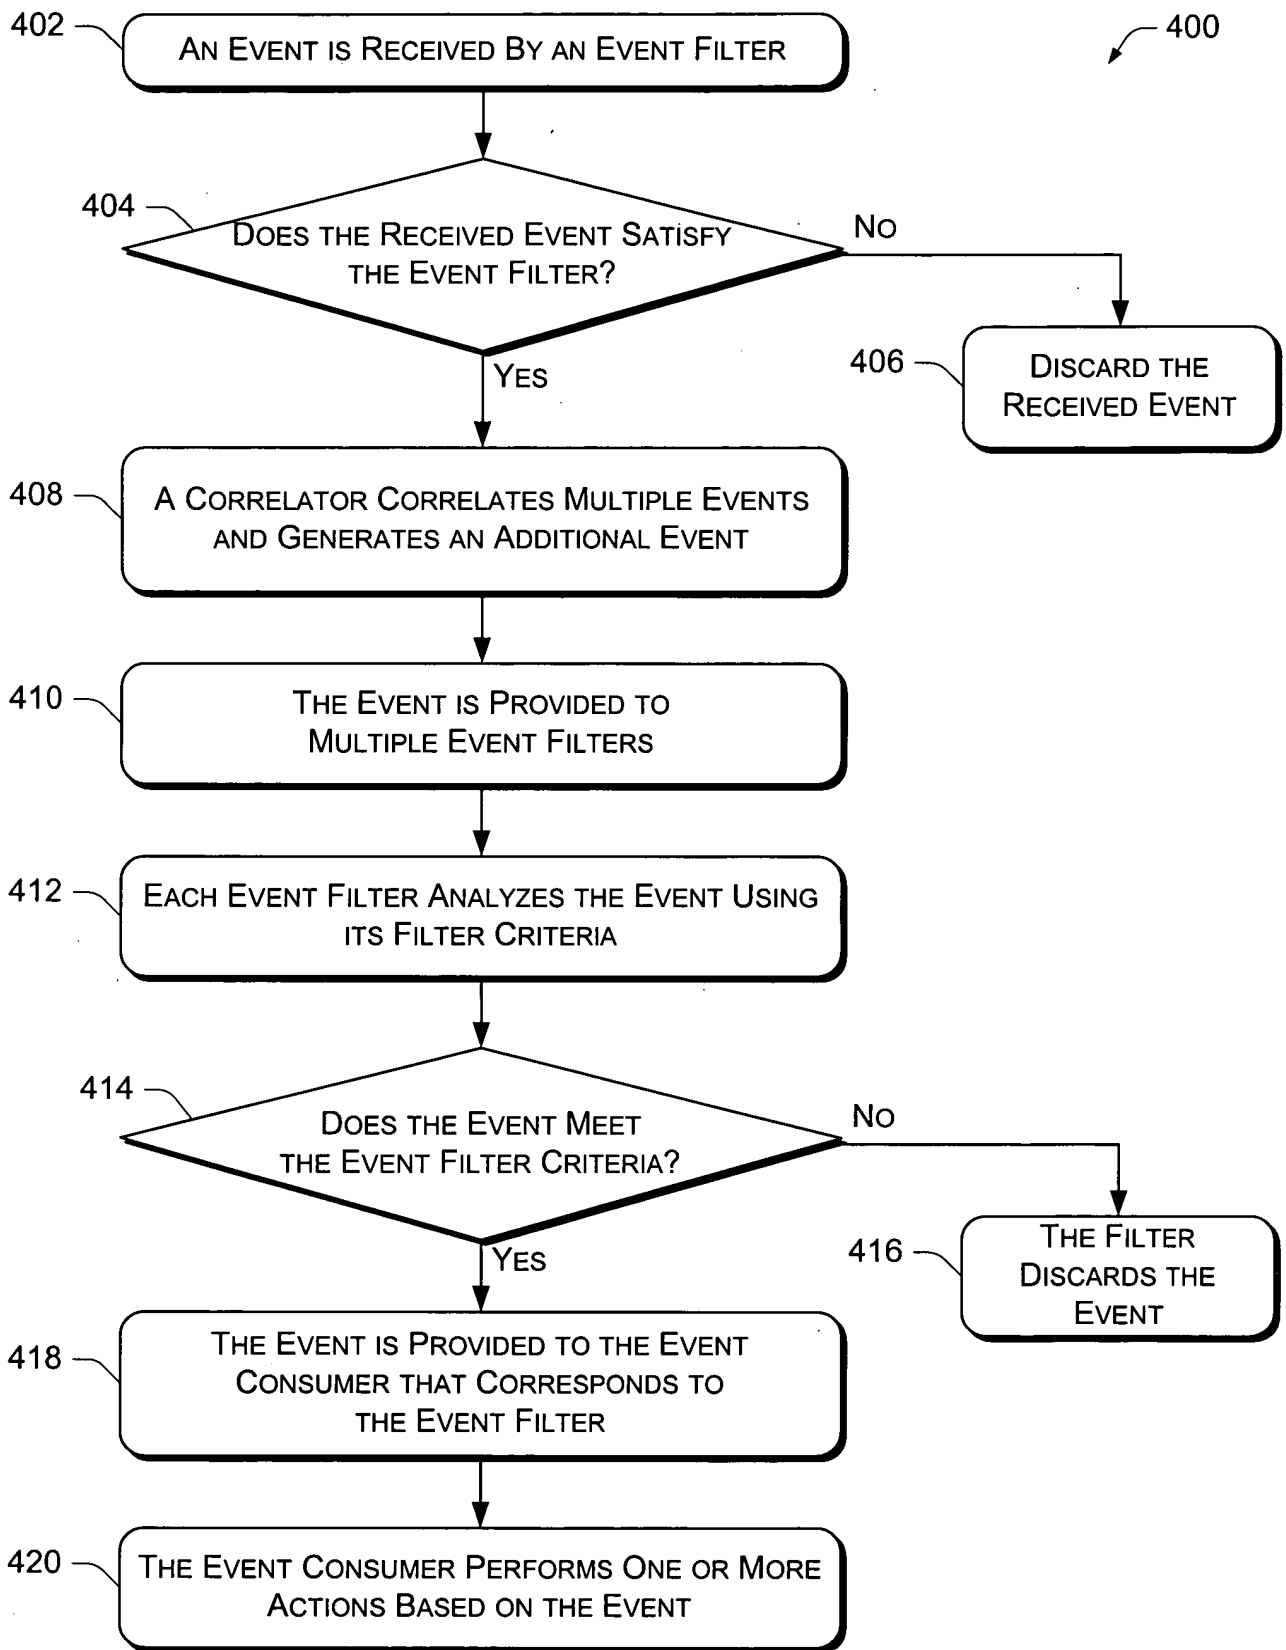 402
AN EVENT IS RECEIVED BY AN EVENT FILTER
400
404
DOES THE RECEIVED EVENT SATISFY
THE EVENT FILTER?
NO
YES
406
DISCARD THE
RECEIVED EVENT
408
A CORRELATOR CORRELATES MULTIPLE EVENTS
AND GENERATES AN ADDITIONAL EVENT
410
THE EVENT IS PROVIDED TO
MULTIPLE EVENT FILTERS
412
EACH EVENT FILTER ANALYZES THE EVENT USING
ITS FILTER CRITERIA
414
DOES THE EVENT MEET
THE EVENT FILTER CRITERIA?
NO
YES
416
THE FILTER
DISCARDS THE
EVENT
418
THE EVENT IS PROVIDED TO THE EVENT
CONSUMER THAT CORRESPONDS TO
THE EVENT FILTER
420
THE EVENT CONSUMER PERFORMS ONE OR MORE
ACTIONS BASED ON THE EVENT